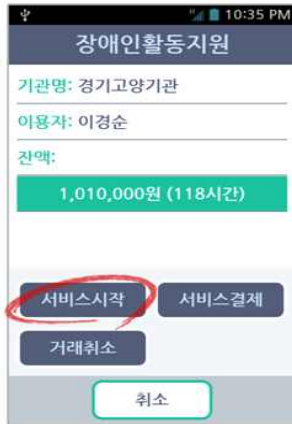 10:35 PM
장애인활동지원
기관명: 경기고양기관
이용자: 이경순
잔액:
1,010,000원 (118시간)
서비스시작 서비스결제
거래취소
취소